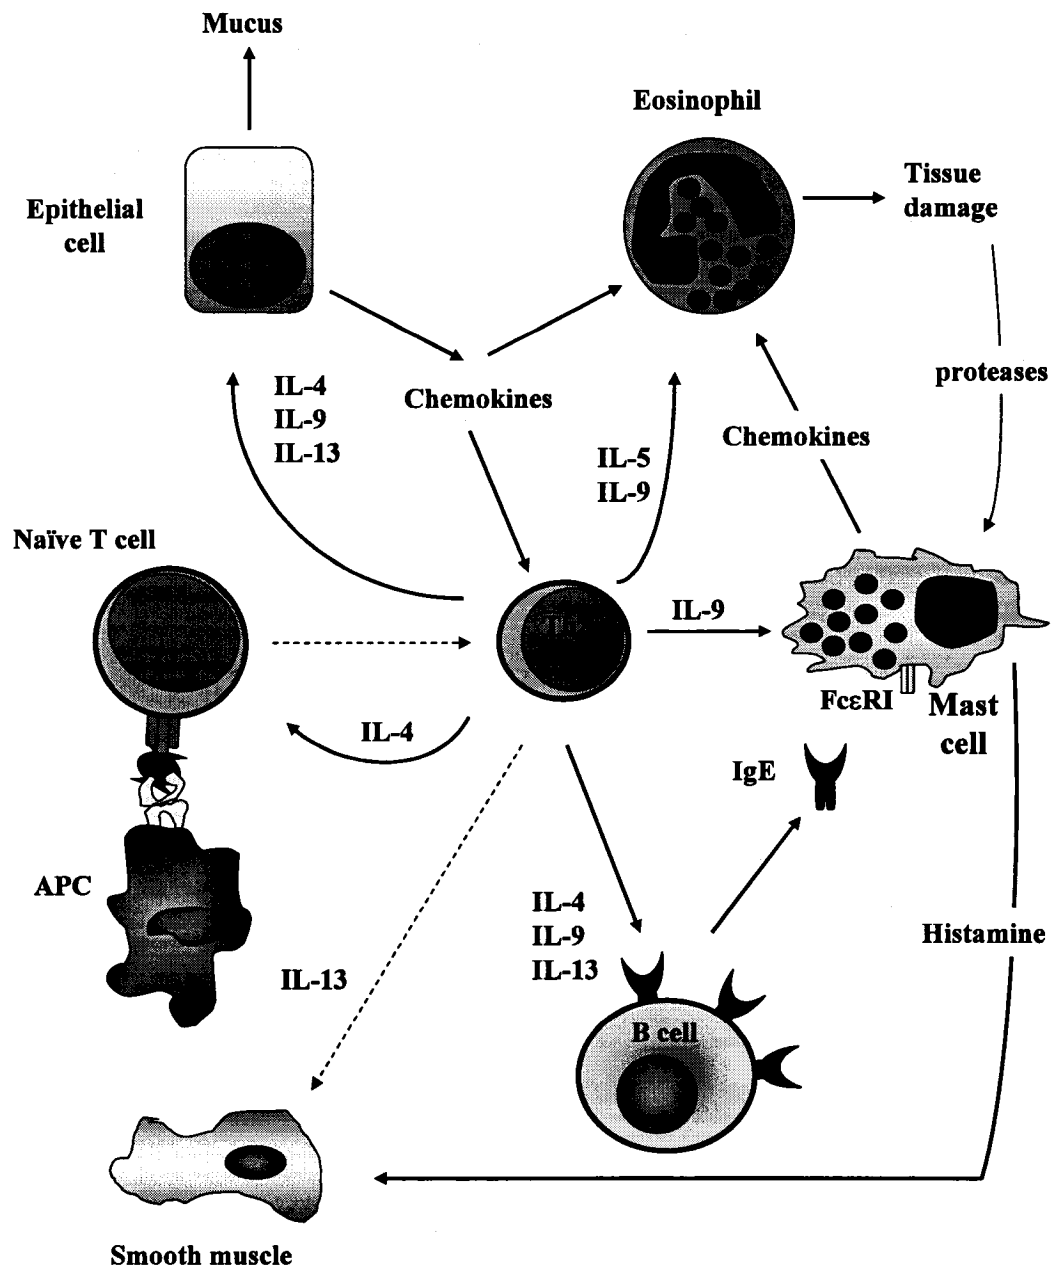 Mucus
Eosinophil
Epithelial
cell
Tissue
damage
IL-4
IL-9
IL-13
Chemokines
proteases
Chemokines
IL-5
IL-9
Naïve T cell
IL-9
FcεRI
Mast
cell
IL-4
IgE
APC
IL-4
IL-9
IL-13
Histamine
IL-13
B cell
Smooth muscle